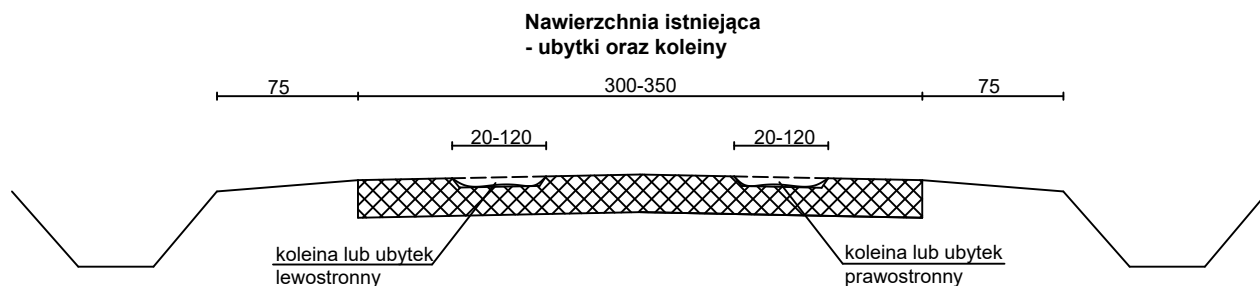 Nawierzchnia istniejąca
- ubytki oraz koleiny
75
300-350
75
20-120
20-120
koleina lub ubytek
lewostronny
koleina lub ubytek
prawostronny